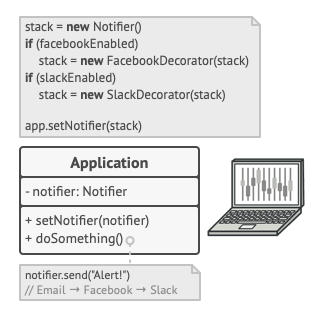 stack = new Notifier()
if (facebookEnabled)
    stack = new FacebookDecorator(stack)
if (slackEnabled)
    stack = new SlackDecorator(stack)

app.setNotifier(stack)
Application
- notifier: Notifier
+ setNotifier(notifier)
+ doSomething()
notifier.send("Alert!")
// Email → Facebook → Slack